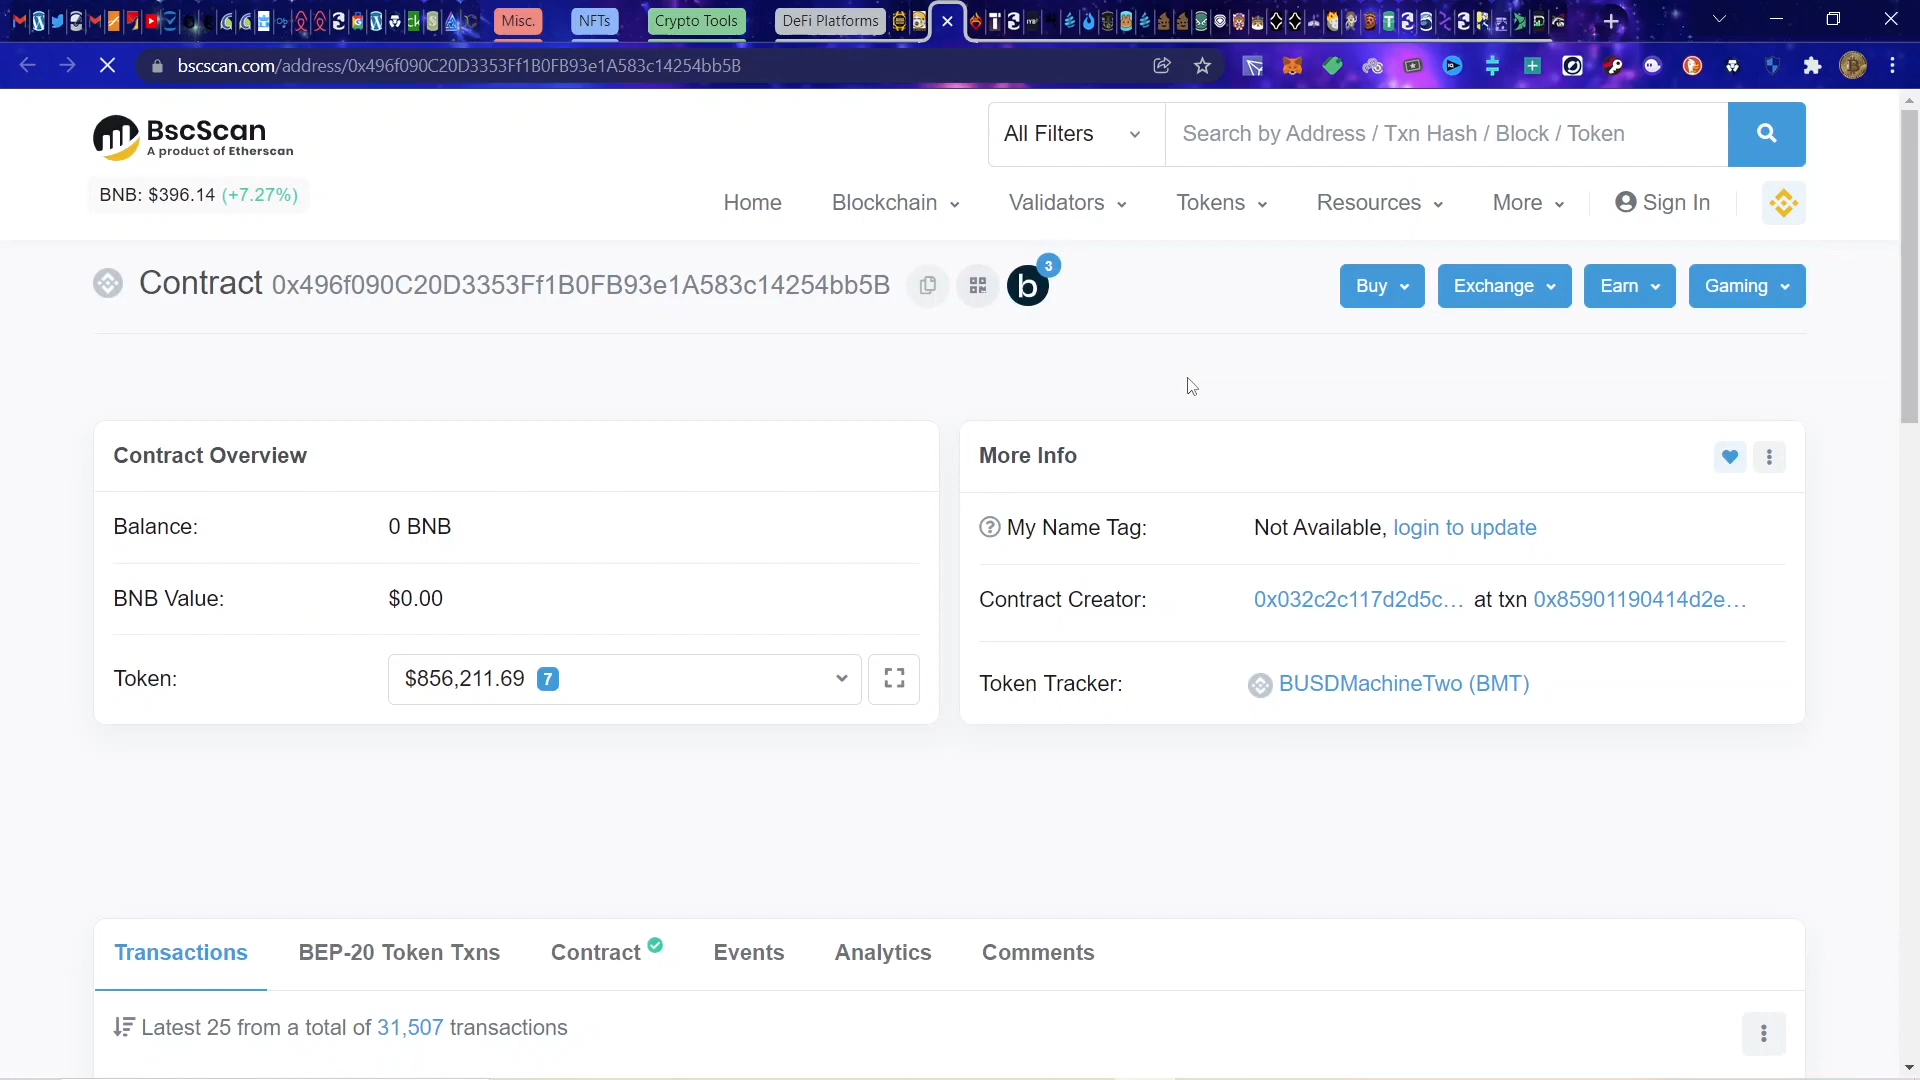 Misc.
NFTs
Crypto Tools
DeFi Platforms
bscscan.com/address/0x496f090C20D3353Ff1B0FB93e1A583c14254bb5B
BscScan
A product of Etherscan
All Filters
Search by Address / Txn Hash / Block / Token
BNB: $396.14 (+7.27%)
Home
Blockchain
Validators
Tokens
Resources
More
Sign In
Contract 0x496f090C20D3353Ff1B0FB93e1A583c14254bb5B
b
3
Buy
Exchange
Earn
Gaming
Contract Overview
Balance: 0 BNB
BNB Value: $0.00
Token: $856,211.69 7
More Info
My Name Tag: Not Available, login to update
Contract Creator: 0x032c2c117d2d5c... at txn 0x85901190414d2e...
Token Tracker: BUSDMachineTwo (BMT)
Transactions
BEP-20 Token Txns
Contract
Events
Analytics
Comments
Latest 25 from a total of 31,507 transactions